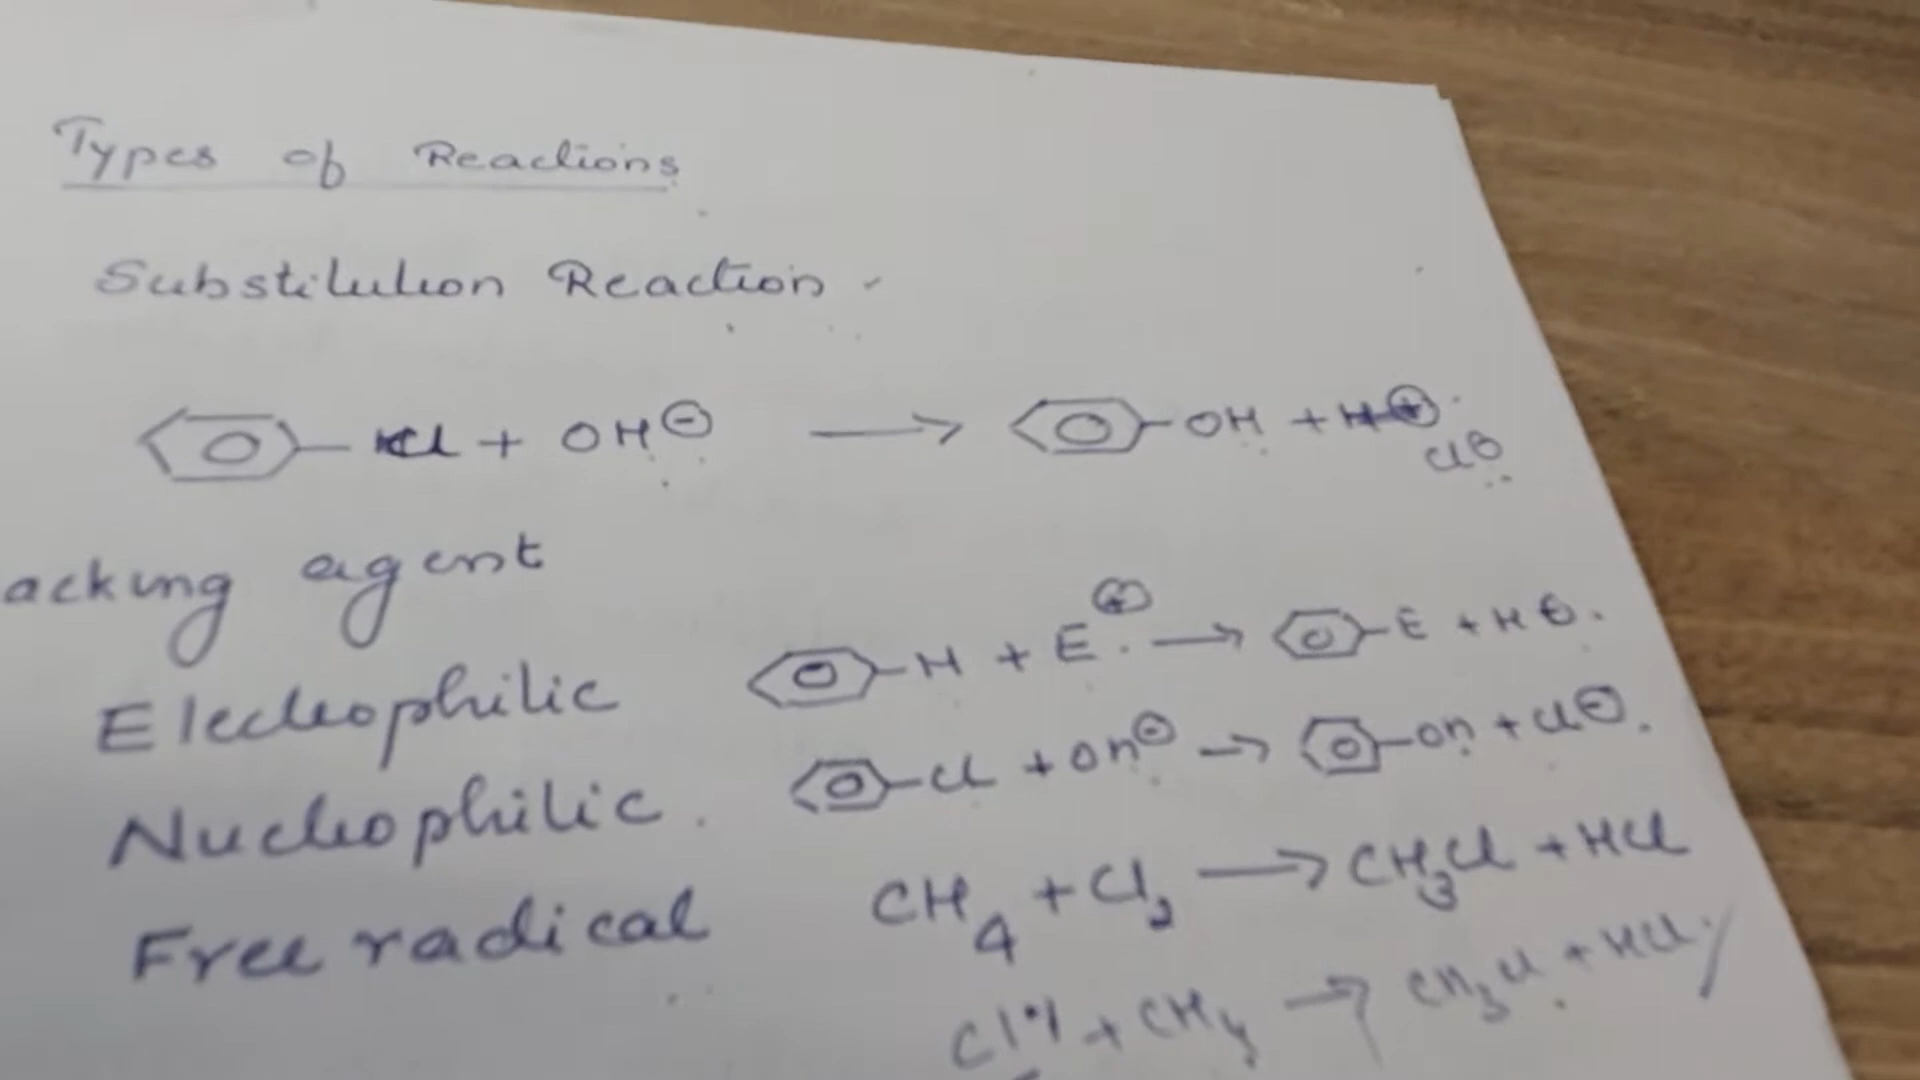 Types of Reactions
Substitution Reaction -
⌬-Cl + OH⊖ → ⌬-OH + Cl⊖
acking agent
Electrophilic ⌬-H + E⊕ → ⌬-E + H⊕.
Nucleophilic. ⌬-Cl + OH⊖ → ⌬-OH + Cl⊖.
Free radical CH4 + Cl2 → CH3Cl + HCl
+ CH4 → CH3Cl + HCl